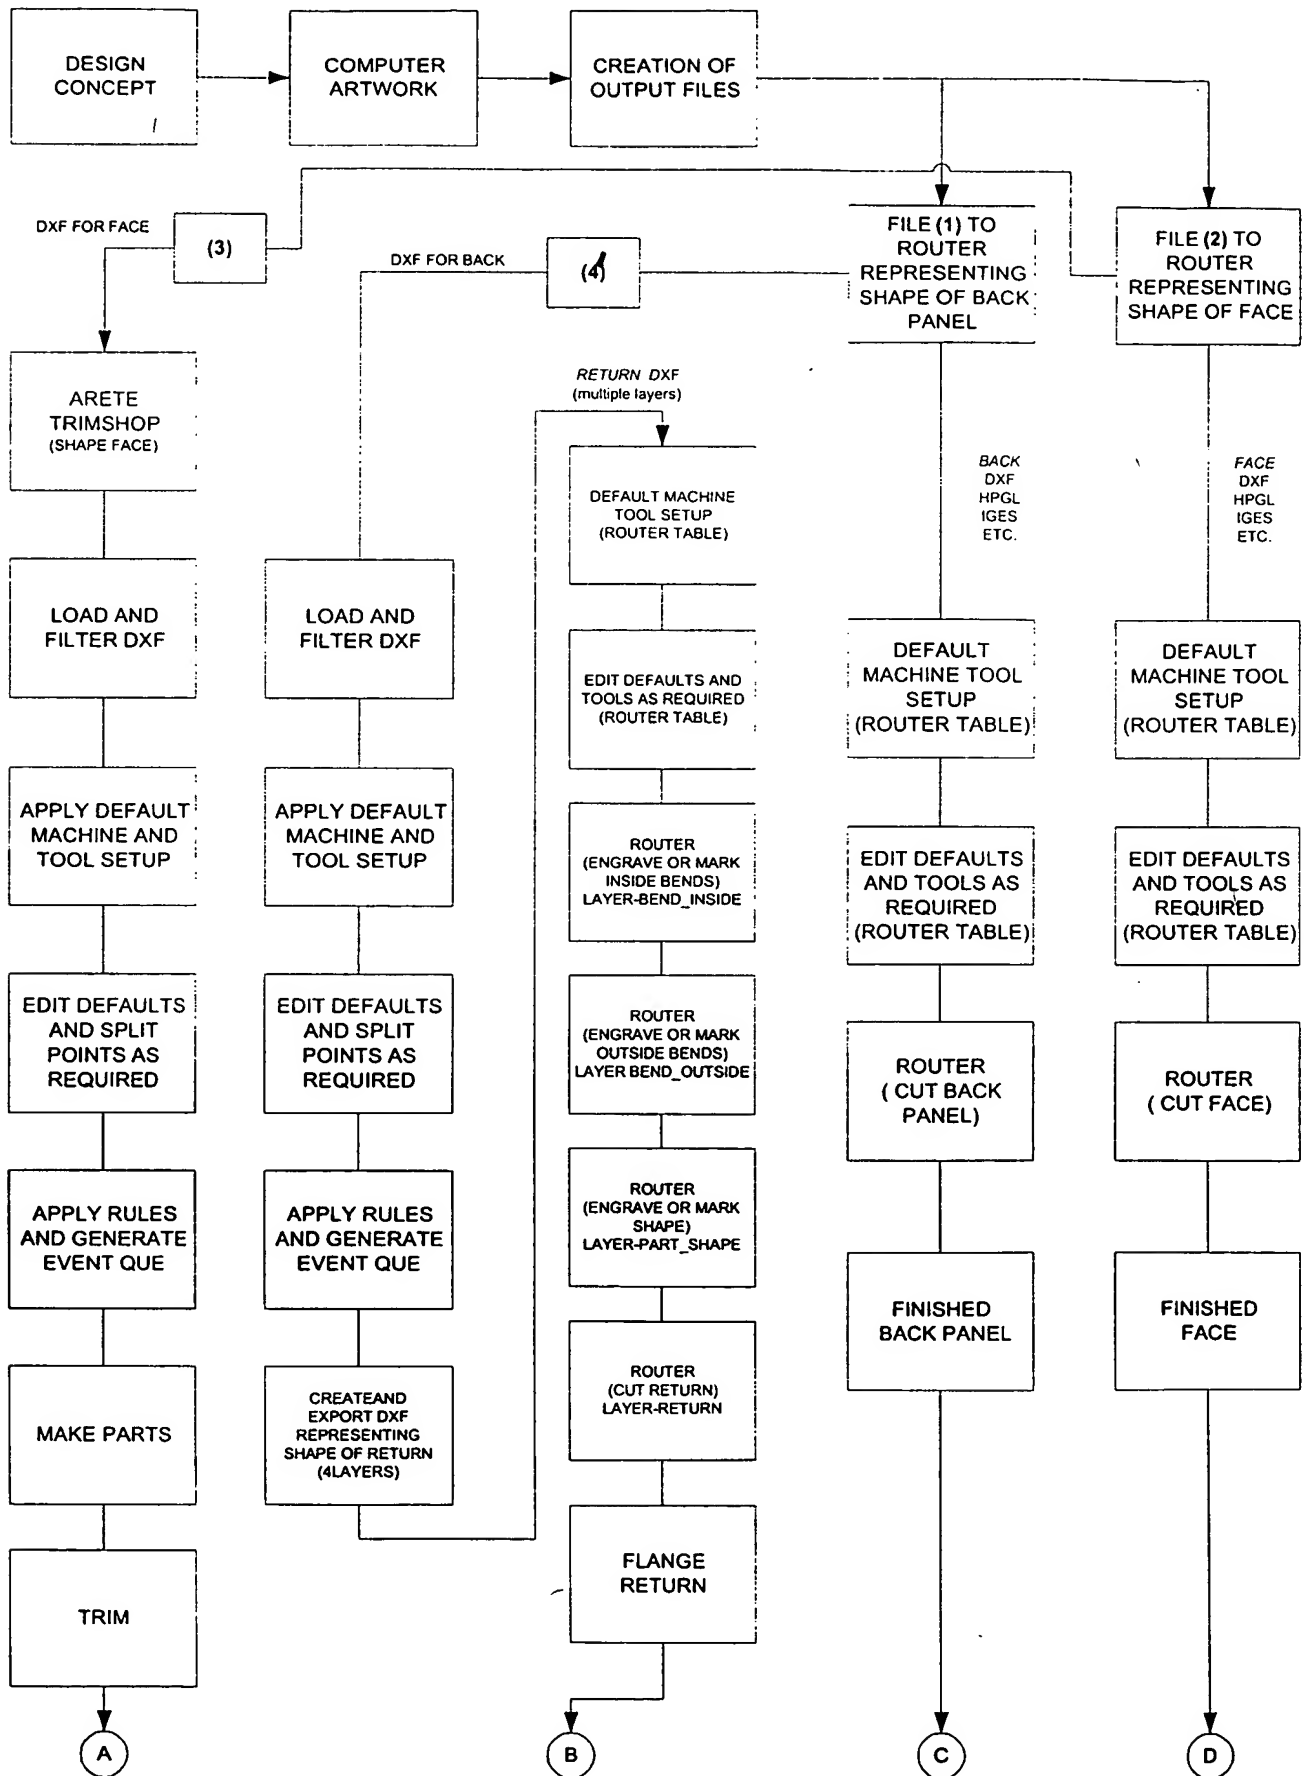 DESIGN
CONCEPT
COMPUTER
ARTWORK
CREATION OF
OUTPUT FILES
DXF FOR FACE
(3)
DXF FOR BACK
(4)
FILE (1) TO
ROUTER
REPRESENTING
SHAPE OF BACK
PANEL
FILE (2) TO
ROUTER
REPRESENTING
SHAPE OF FACE
ARETE
TRIMSHOP
(SHAPE FACE)
LOAD AND
FILTER DXF
APPLY DEFAULT
MACHINE AND
TOOL SETUP
EDIT DEFAULTS
AND SPLIT
POINTS AS
REQUIRED
APPLY RULES
AND GENERATE
EVENT QUE
MAKE PARTS
TRIM
A
LOAD AND
FILTER DXF
APPLY DEFAULT
MACHINE AND
TOOL SETUP
EDIT DEFAULTS
AND SPLIT
POINTS AS
REQUIRED
APPLY RULES
AND GENERATE
EVENT QUE
CREATEAND
EXPORT DXF
REPRESENTING
SHAPE OF RETURN
(4LAYERS)
RETURN DXF
(multiple layers)
DEFAULT MACHINE
TOOL SETUP
(ROUTER TABLE)
EDIT DEFAULTS AND
TOOLS AS REQUIRED
(ROUTER TABLE)
ROUTER
(ENGRAVE OR MARK
INSIDE BENDS)
LAYER-BEND_INSIDE
ROUTER
(ENGRAVE OR MARK
OUTSIDE BENDS)
LAYER BEND_OUTSIDE
ROUTER
(ENGRAVE OR MARK
SHAPE)
LAYER-PART_SHAPE
ROUTER
(CUT RETURN)
LAYER-RETURN
FLANGE
RETURN
B
BACK
DXF
HPGL
IGES
ETC.
DEFAULT
MACHINE TOOL
SETUP
(ROUTER TABLE)
EDIT DEFAULTS
AND TOOLS AS
REQUIRED
(ROUTER TABLE)
ROUTER
( CUT BACK
PANEL)
FINISHED
BACK PANEL
C
FACE
DXF
HPGL
IGES
ETC.
DEFAULT
MACHINE TOOL
SETUP
(ROUTER TABLE)
EDIT DEFAULTS
AND TOOLS AS
REQUIRED
(ROUTER TABLE)
ROUTER
( CUT FACE)
FINISHED
FACE
D